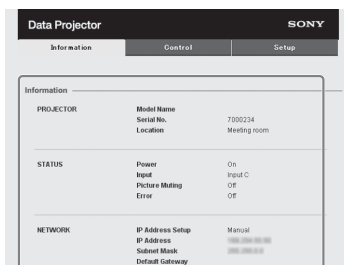 Data Projector SONY
Information Control Setup
Information
PROJECTOR Model Name
Serial No. 7000234
Location Meeting room
STATUS Power On
Input Input C
Picture Muting Off
Error Off
NETWORK IP Address Setup Manual
IP Address
Subnet Mask
Default Gateway